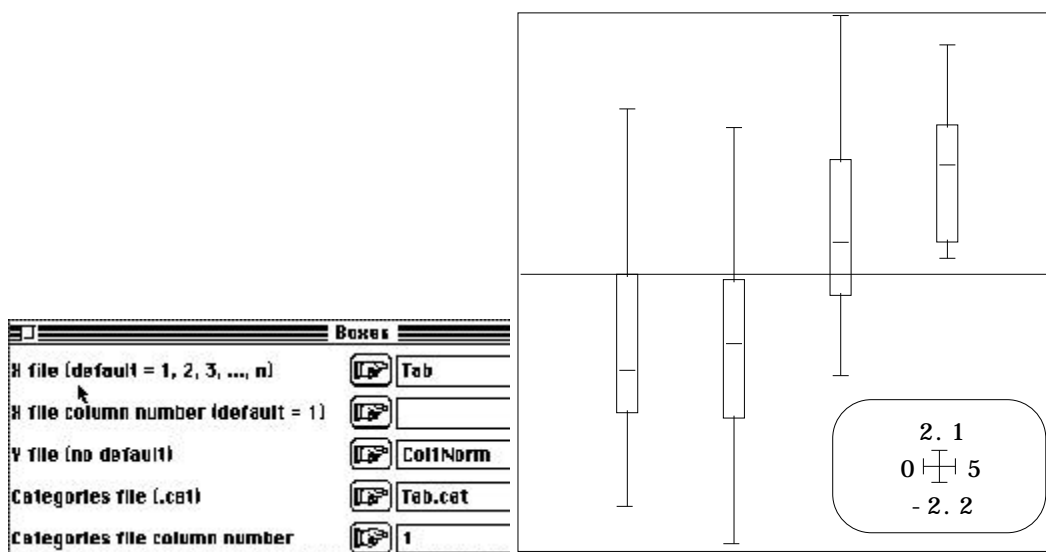 Boxes
X file (default = 1, 2, 3, ..., n)
Tab
X file column number (default = 1)
Y file (no default)
Col1Norm
Categories file (.cat)
Tab.cat
Categories file column number
1
2.1
0 5
-2.2